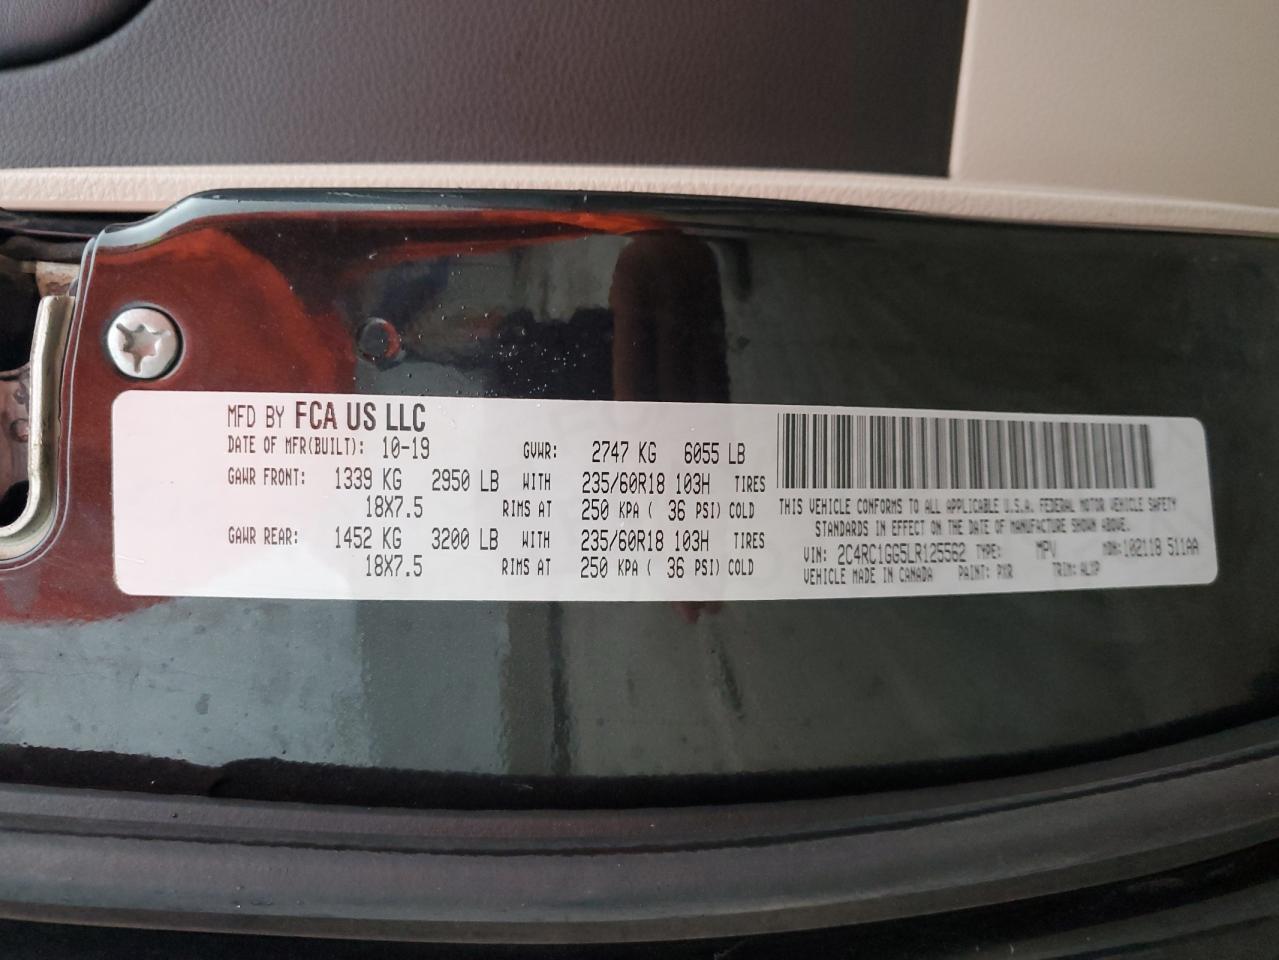 MFD BY FCA US LLC
DATE OF MFR(BUILT): 10-19 GVWR: 2747 KG 6055 LB
GAWR FRONT: 1339 KG 2950 LB WITH 235/60R18 103H TIRES
18X7.5 RIMS AT 250 KPA ( 36 PSI) COLD
GAWR REAR: 1452 KG 3200 LB WITH 235/60R18 103H TIRES
18X7.5 RIMS AT 250 KPA ( 36 PSI) COLD
THIS VEHICLE CONFORMS TO ALL APPLICABLE U.S.A. FEDERAL MOTOR VEHICLE SAFETY
STANDARDS IN EFFECT ON THE DATE OF MANUFACTURE SHOWN ABOVE.
VIN: 2C4RC1GG5LR125562 TYPE: MPV MDH:102118 511AA
VEHICLE MADE IN CANADA PAINT: PXR TRIM: ALXP